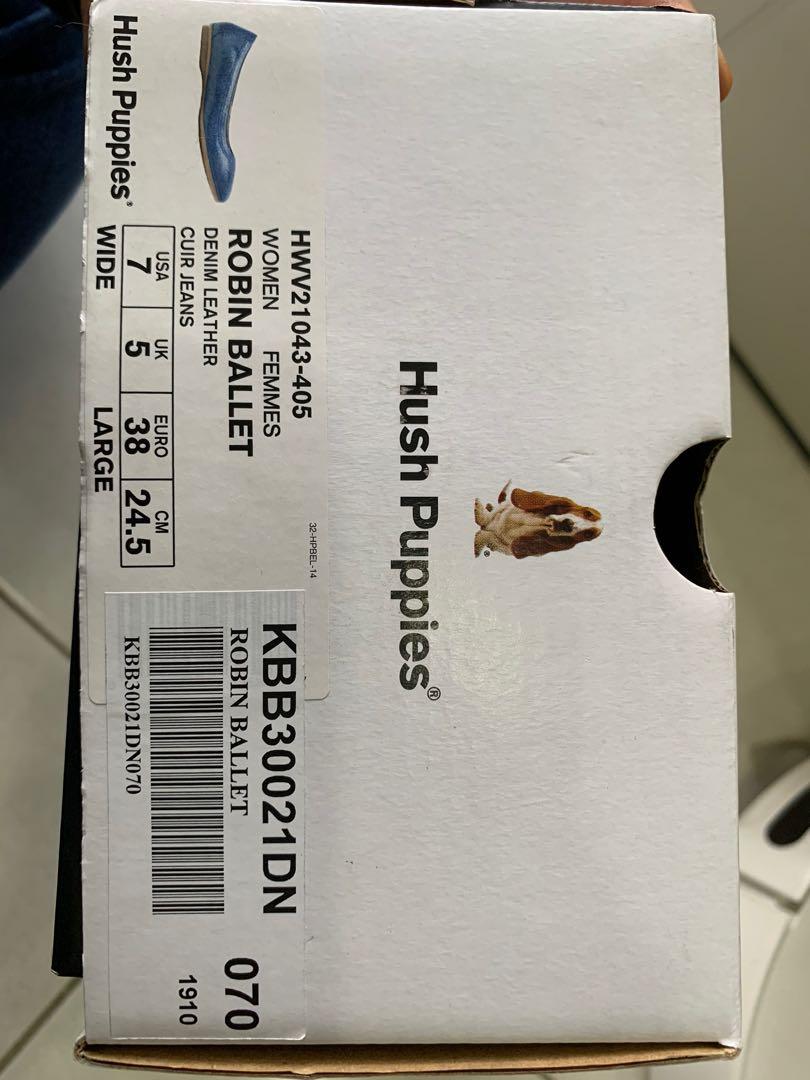 Hush Puppies®
®
HWV21043-405
WOMEN FEMMES
ROBIN BALLET
DENIM LEATHER
CUIR JEANS
USA UK EURO CM
7 5 38 24.5
WIDE LARGE
Hush Puppies®
32-HPBEL-14
KBB30021DN 070
ROBIN BALLET 1910
KBB30021DN070